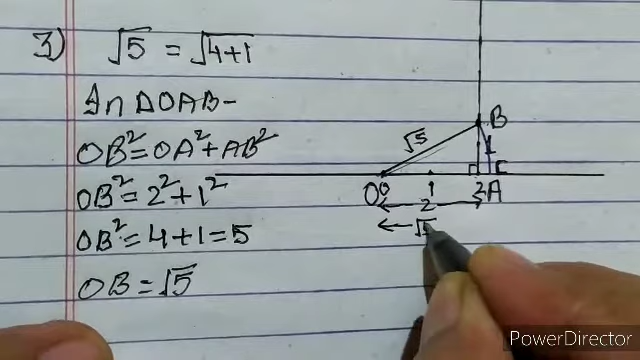 3) √5 = √4+1
In ΔOAB-
OB²=OA²+AB²
OB²=2²+1²
OB²=4+1=5
OB=√5
√5
B
1
C
O 0 1 2 A
2
PowerDirector